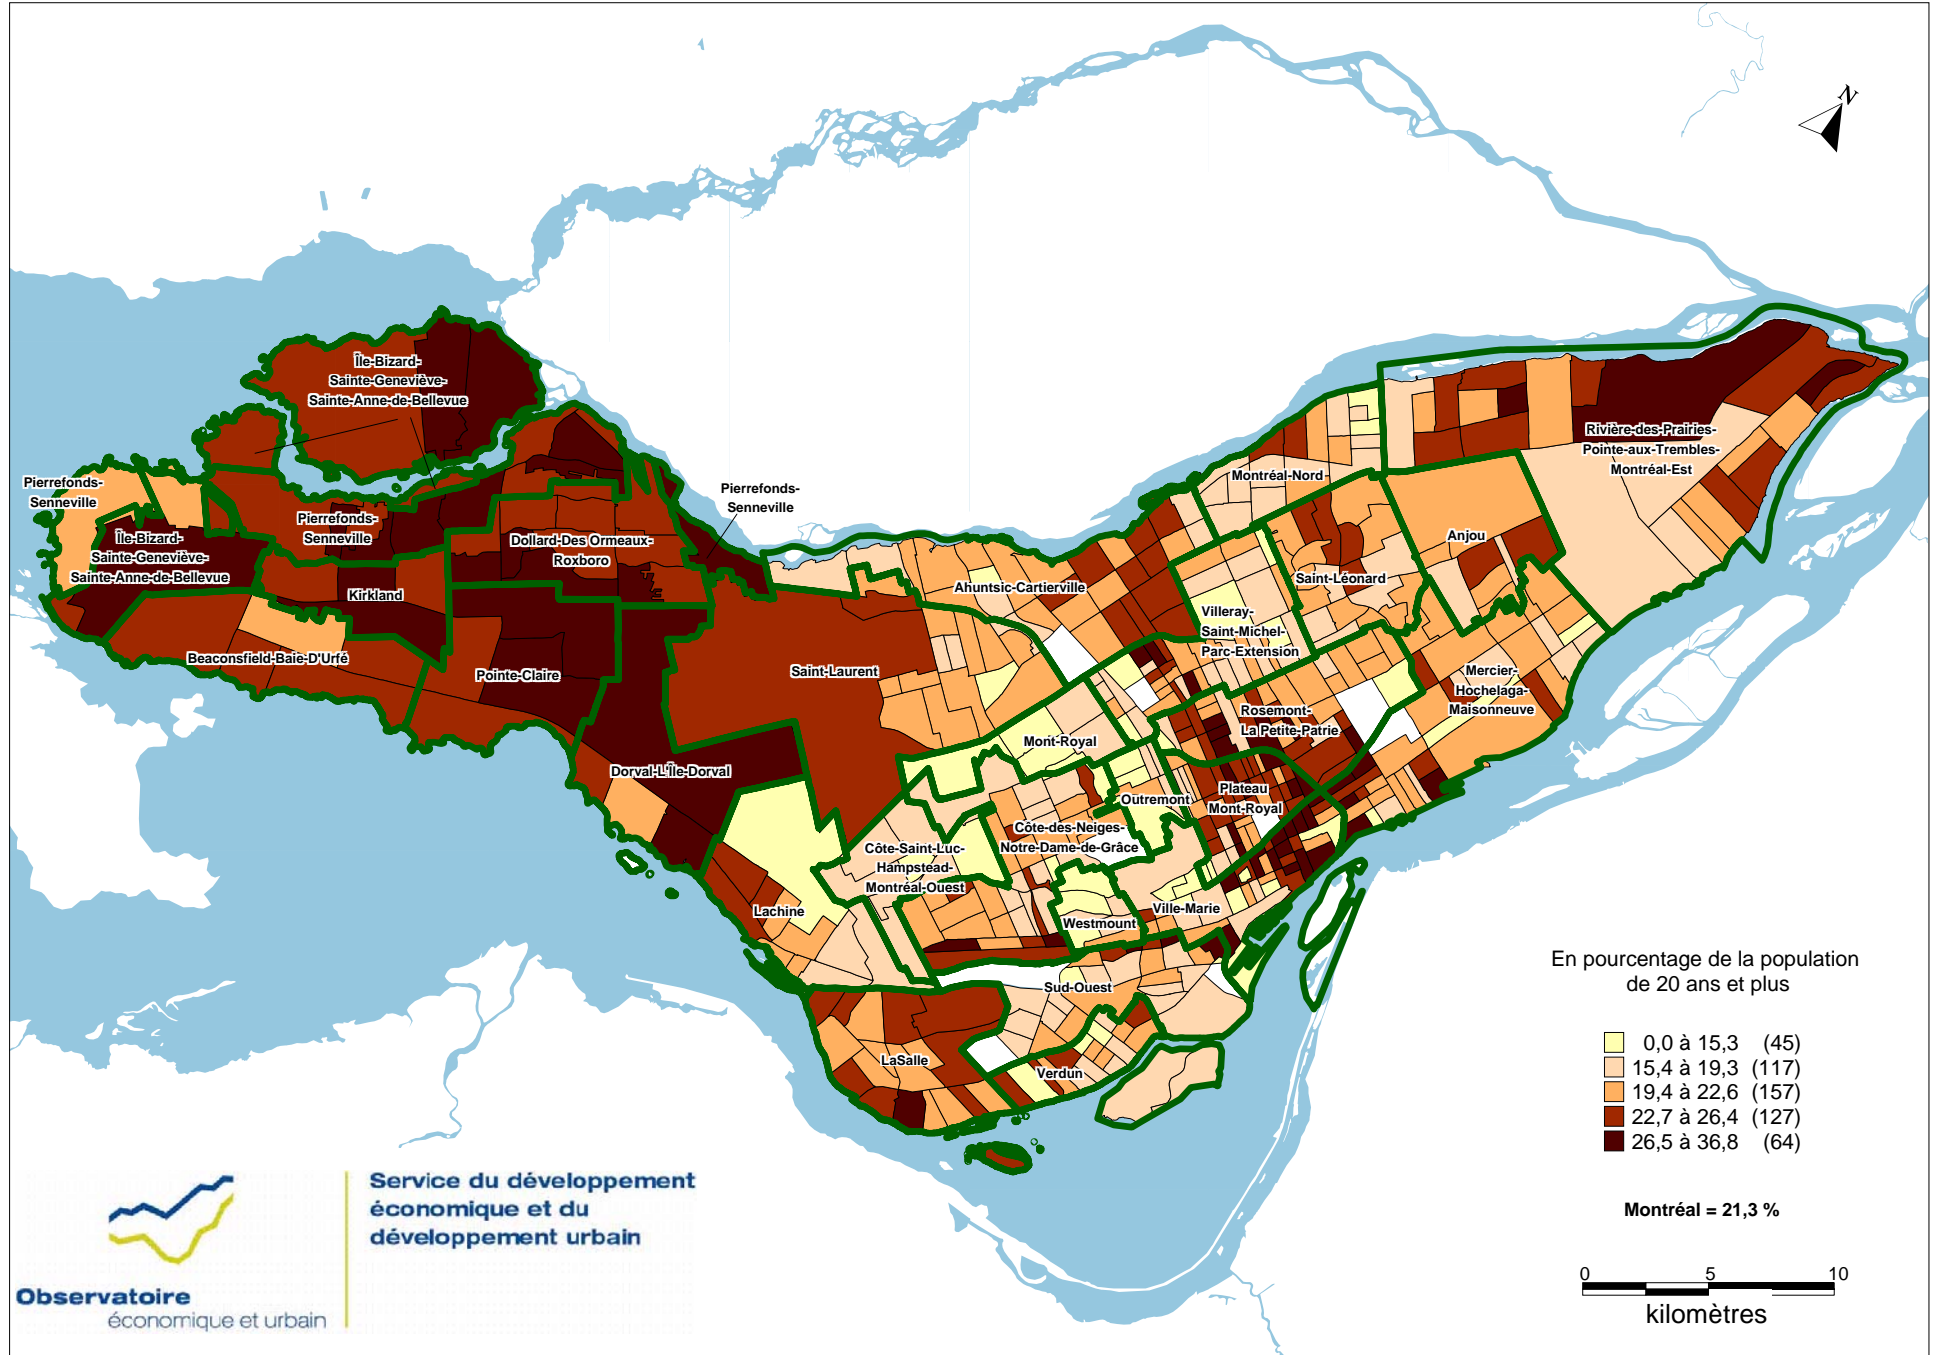 N
Île-Bizard-
Sainte-Geneviève-
Sainte-Anne-de-Bellevue
Pierrefonds-
Senneville
Île-Bizard-
Sainte-Geneviève-
Sainte-Anne-de-Bellevue
Pierrefonds-
Senneville
Pierrefonds-
Senneville
Dollard-Des Ormeaux-
Roxboro
Kirkland
Beaconsfield-Baie-D'Urfé
Pointe-Claire
Dorval-L'Île-Dorval
Saint-Laurent
Ahuntsic-Cartierville
Montréal-Nord
Rivière-des-Prairies-
Pointe-aux-Trembles-
Montréal-Est
Anjou
Saint-Léonard
Villeray-
Saint-Michel-
Parc-Extension
Mercier-
Hochelaga-
Maisonneuve
Rosemont-
La Petite-Patrie
Mont-Royal
Outremont
Plateau
Mont-Royal
Côte-des-Neiges-
Notre-Dame-de-Grâce
Côte-Saint-Luc-
Hampstead-
Montréal-Ouest
Lachine
Westmount
Ville-Marie
Sud-Ouest
LaSalle
Verdun
En pourcentage de la population
de 20 ans et plus
0,0 à 15,3 (45)
15,4 à 19,3 (117)
19,4 à 22,6 (157)
22,7 à 26,4 (127)
26,5 à 36,8 (64)
Montréal = 21,3 %
0 5 10
kilomètres
Service du développement
économique et du
développement urbain
Observatoire
économique et urbain